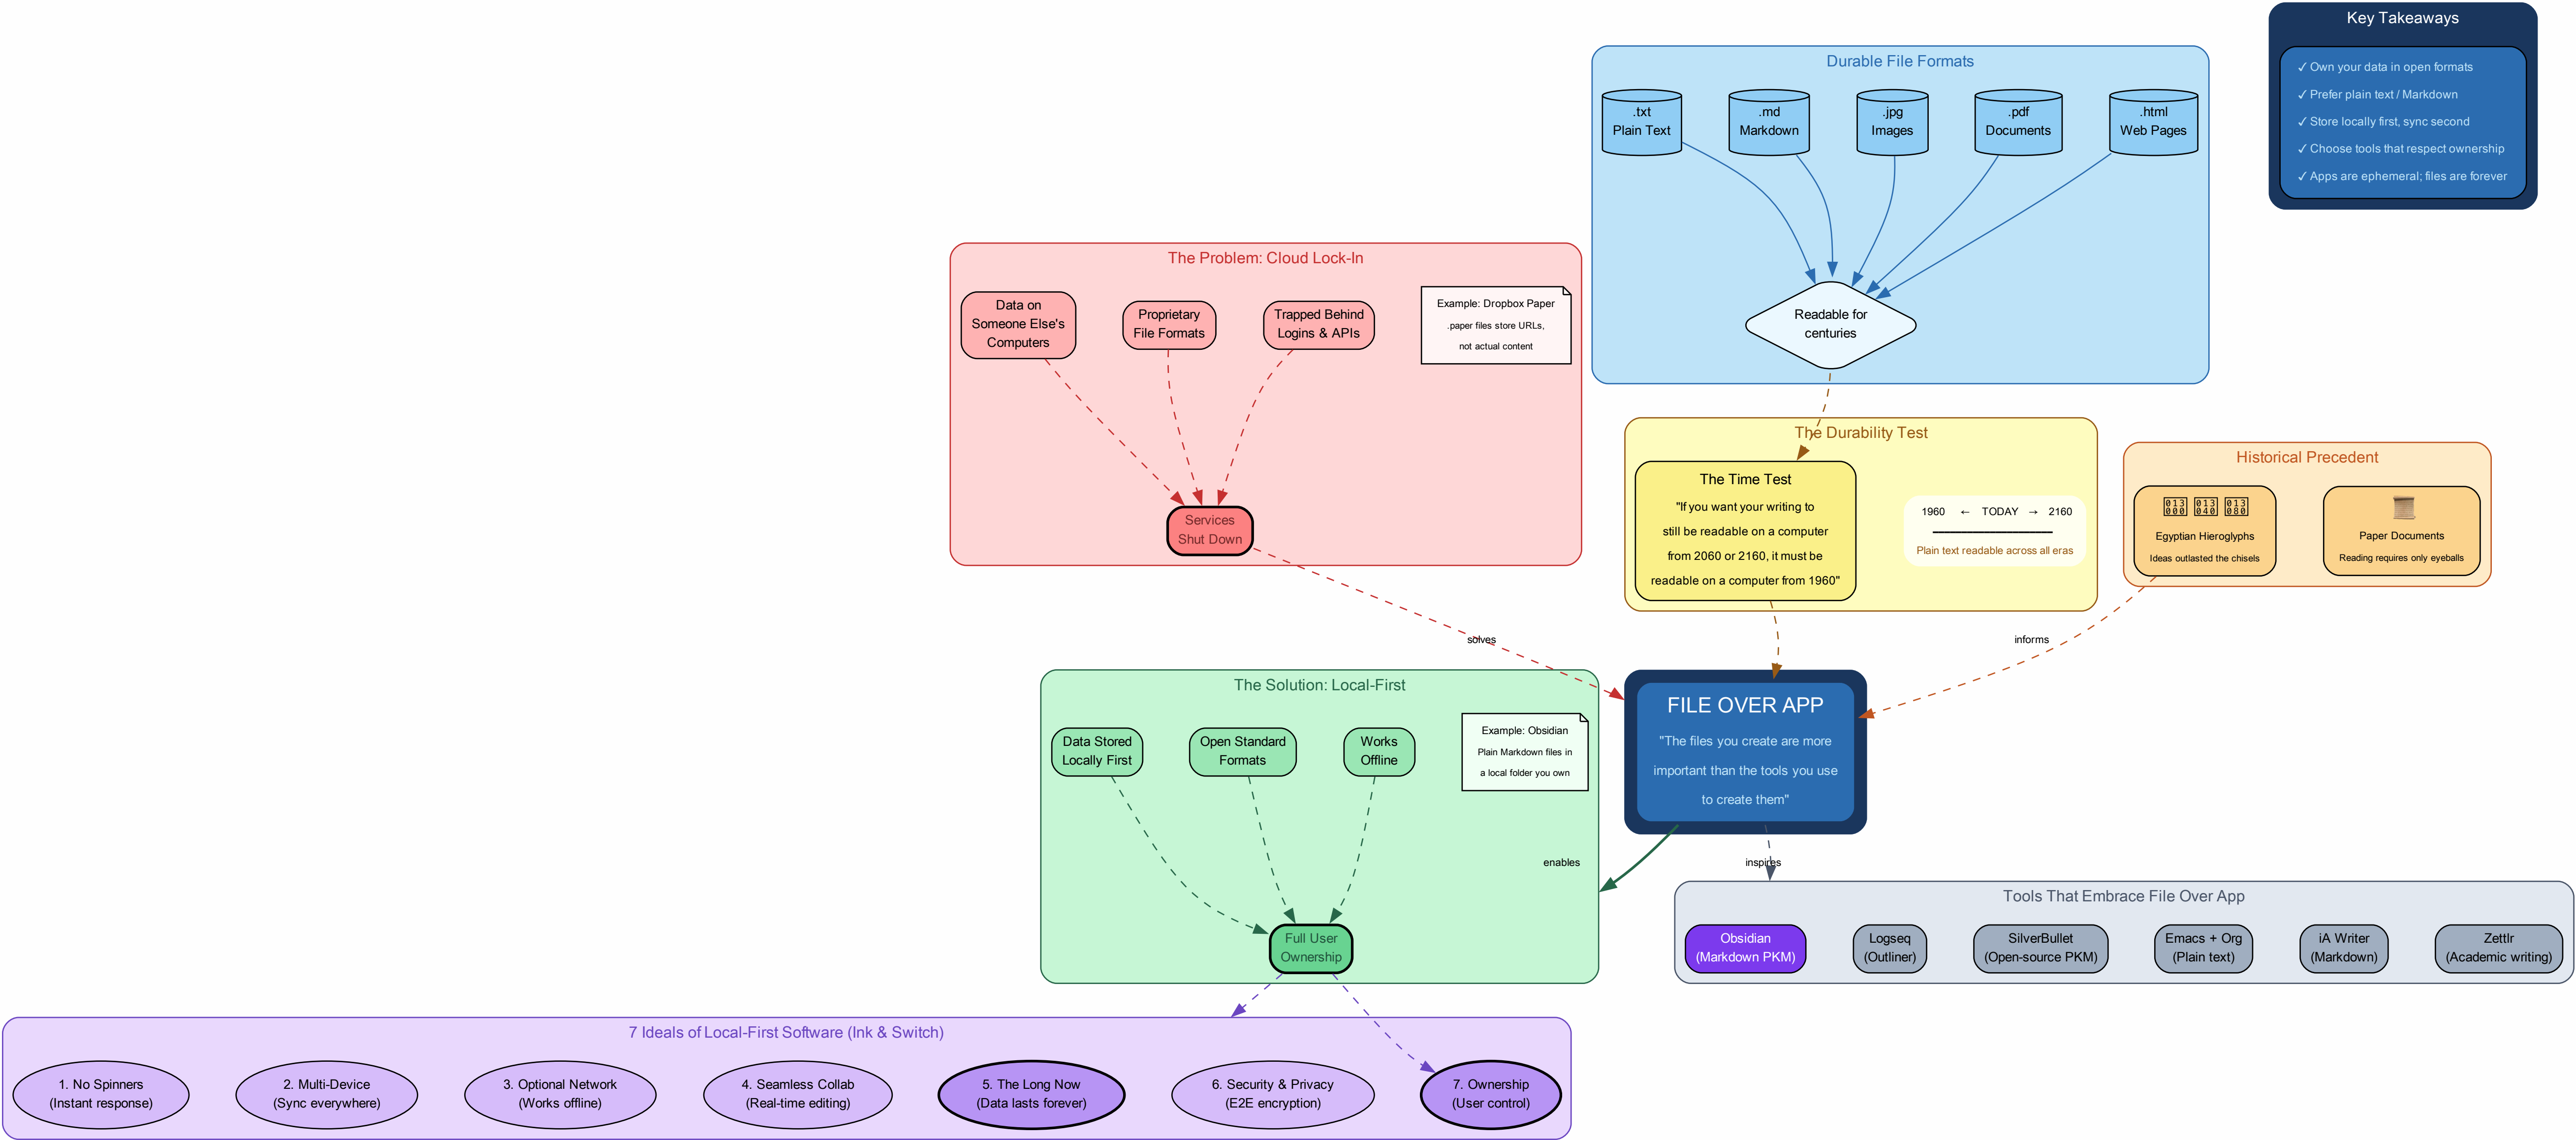 Key Takeaways
✓ Own your data in open formats
✓ Prefer plain text / Markdown
✓ Store locally first, sync second
✓ Choose tools that respect ownership
✓ Apps are ephemeral; files are forever
Durable File Formats
.txt
Plain Text
.md
Markdown
.jpg
Images
.pdf
Documents
.html
Web Pages
Readable for
centuries
The Problem: Cloud Lock-In
Data on
Someone Else's
Computers
Proprietary
File Formats
Trapped Behind
Logins & APIs
Example: Dropbox Paper
.paper files store URLs,
not actual content
Services
Shut Down
The Durability Test
The Time Test
"If you want your writing to
still be readable on a computer
from 2060 or 2160, it must be
readable on a computer from 1960"
1960 ← TODAY → 2160
Plain text readable across all eras
Historical Precedent
Egyptian Hieroglyphs
Ideas outlasted the chisels
Paper Documents
Reading requires only eyeballs
solves
informs
The Solution: Local-First
Data Stored
Locally First
Open Standard
Formats
Works
Offline
Example: Obsidian
Plain Markdown files in
a local folder you own
Full User
Ownership
FILE OVER APP
"The files you create are more
important than the tools you use
to create them"
enables
inspires
Tools That Embrace File Over App
Obsidian
(Markdown PKM)
Logseq
(Outliner)
SilverBullet
(Open-source PKM)
Emacs + Org
(Plain text)
iA Writer
(Markdown)
Zettlr
(Academic writing)
7 Ideals of Local-First Software (Ink & Switch)
1. No Spinners
(Instant response)
2. Multi-Device
(Sync everywhere)
3. Optional Network
(Works offline)
4. Seamless Collab
(Real-time editing)
5. The Long Now
(Data lasts forever)
6. Security & Privacy
(E2E encryption)
7. Ownership
(User control)